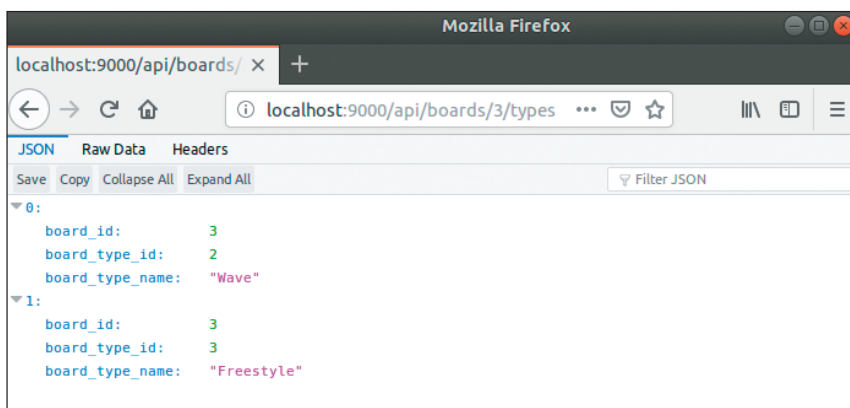 Mozilla Firefox
localhost:9000/api/boards/
localhost:9000/api/boards/3/types
JSON Raw Data Headers
Save Copy Collapse All Expand All Filter JSON
0:
board_id: 3
board_type_id: 2
board_type_name: "Wave"
1:
board_id: 3
board_type_id: 3
board_type_name: "Freestyle"